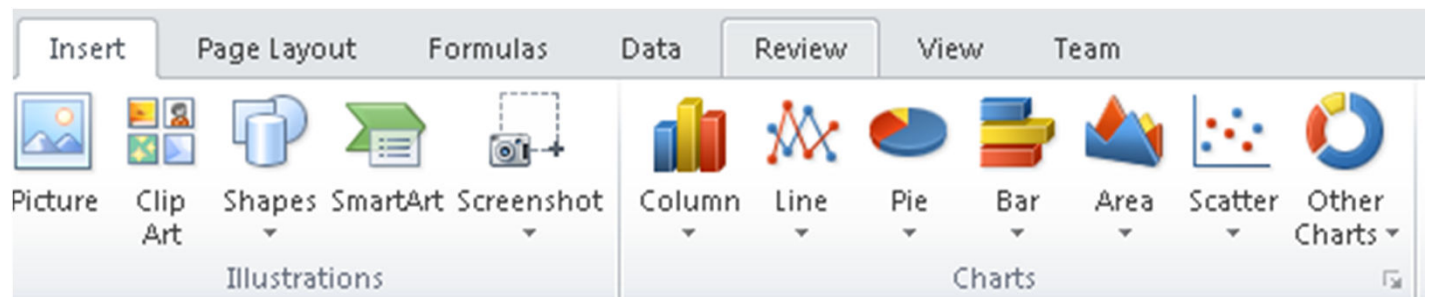 Insert Page Layout Formulas Data Review View Team
Picture Clip Art Shapes SmartArt Screenshot Column Line Pie Bar Area Scatter Other Charts
Illustrations Charts